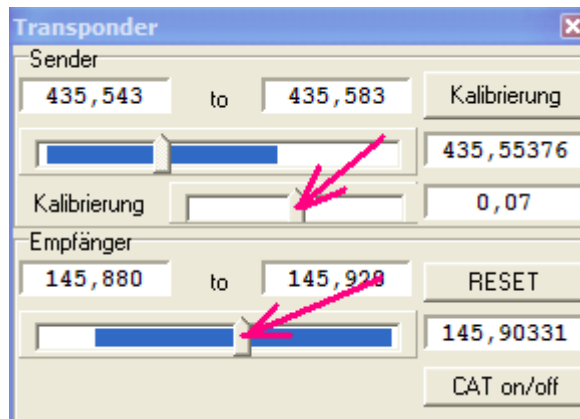 Transponder
Sender
435,543 to 435,583 Kalibrierung
435,55376
Kalibrierung 0,07
Empfänger
145,880 to 145,928 RESET
145,90331
CAT on/off